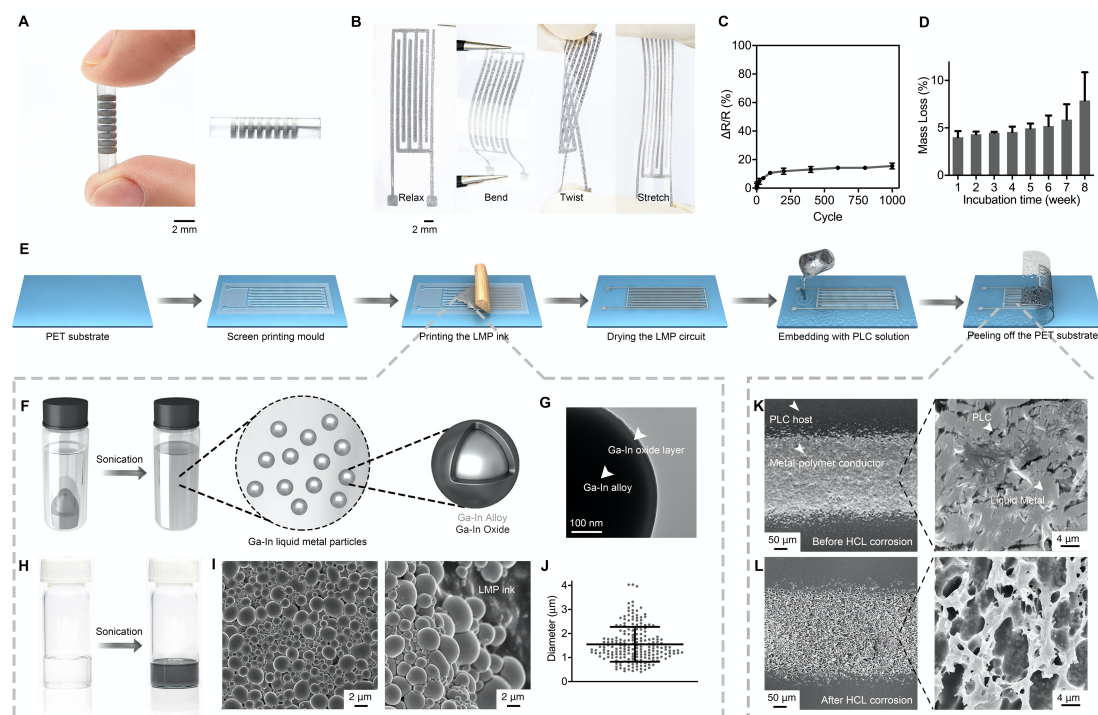 A
2 mm
B
Relax
Bend
Twist
Stretch
2 mm
C
ΔR/R (%)
100
80
60
40
20
0
0
250
500
750
1000
Cycle
D
Mass Loss (%)
10
5
0
1 2 3 4 5 6 7 8
Incubation time (week)
E
PET substrate
Screen printing mould
Printing the LMP ink
Drying the LMP circuit
Embedding with PLC solution
Peeling off the PET substrate
F
Sonication
Ga-In liquid metal particles
Ga-In Alloy
Ga-In Oxide
G
Ga-In oxide layer
Ga-In alloy
100 nm
H
Sonication
I
2 µm
LMP ink
2 µm
J
Diameter (µm)
4
3
2
1
0
K
PLC host
Metal-polymer conductor
50 µm
Before HCL corrosion
PLC
Liquid Metal
4 µm
L
50 µm
After HCL corrosion
4 µm